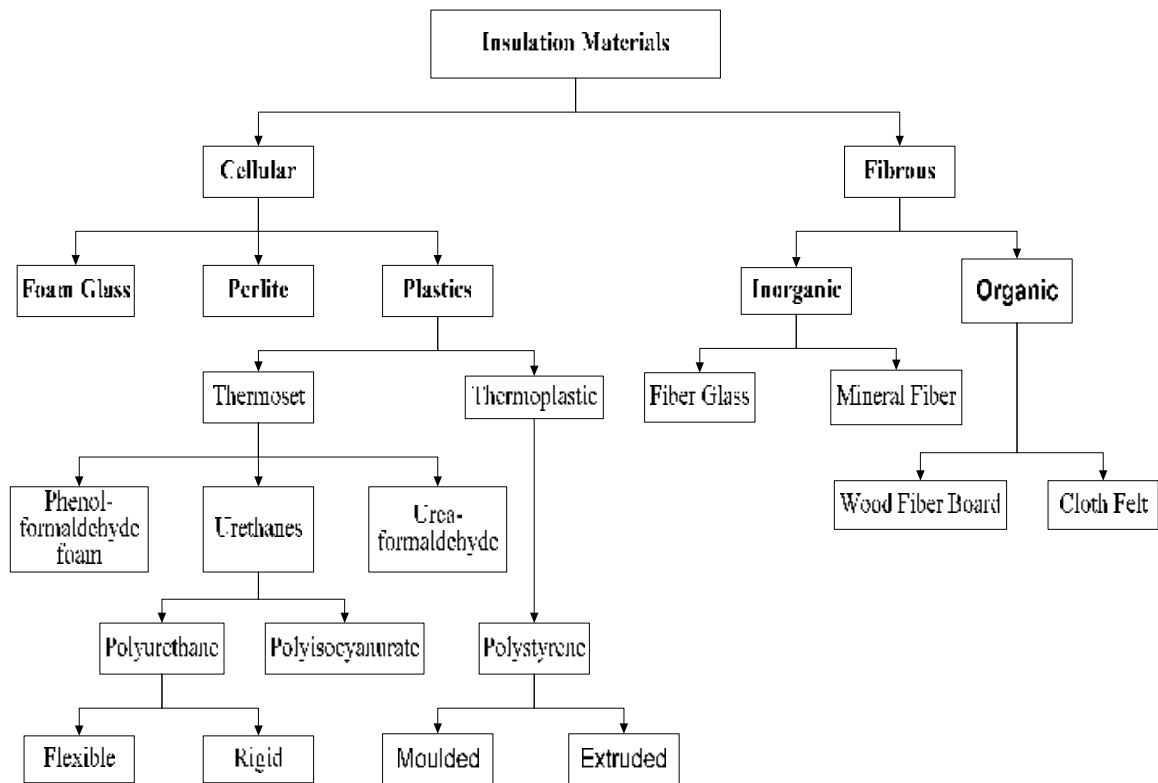 Insulation Materials
Cellular
Fibrous
Foam Glass
Perlite
Plastics
Inorganic
Organic
Thermoset
Thermoplastic
Fiber Glass
Mineral Fiber
Phenol-
formaldehyde
foam
Urethanes
Urea-
formaldehyde
Wood Fiber Board
Cloth Felt
Polyurethane
Polyisocyanurate
Polystyrene
Flexible
Rigid
Moulded
Extruded